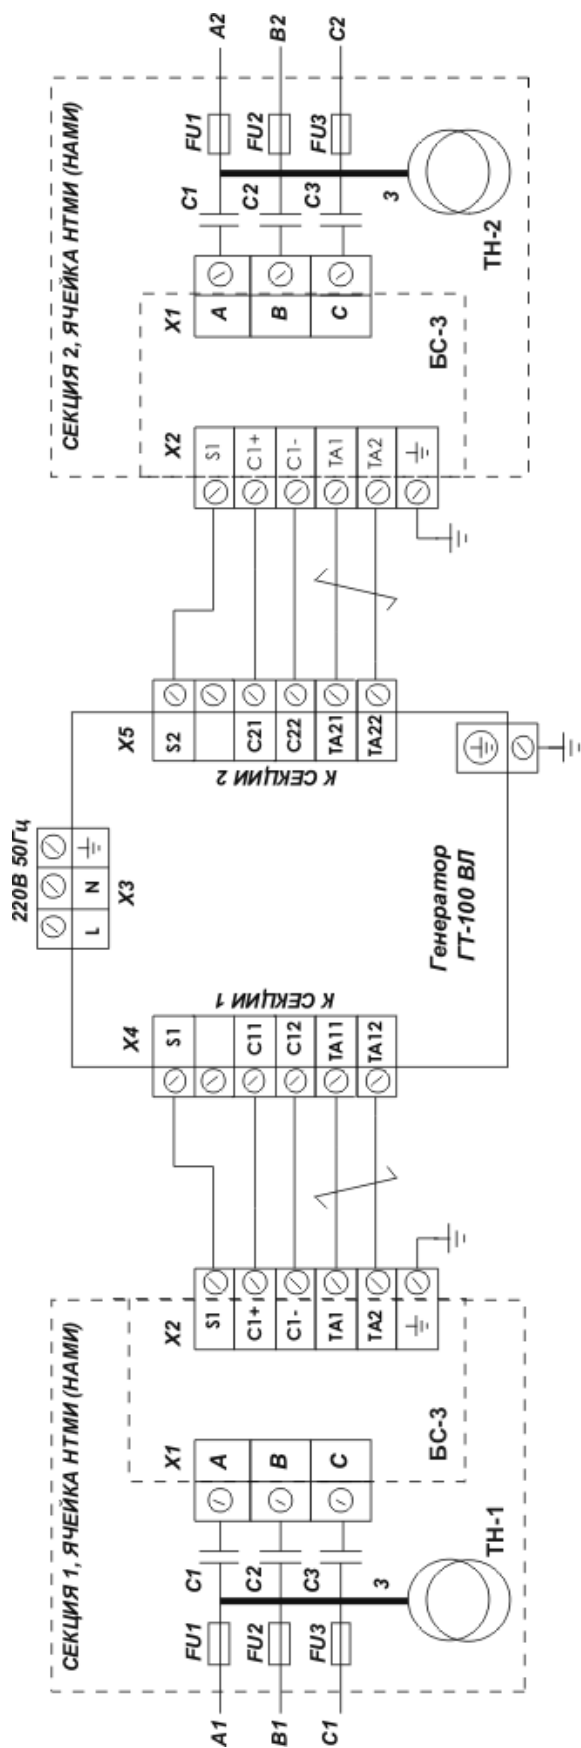 СЕКЦИЯ 1, ЯЧЕЙКА НТМИ (НАМИ)
A1
B1
C1
FU1
FU2
FU3
C1
C2
C3
3
ТН-1
X1
A
B
C
БС-3
X2
S1
C1+
C1-
TA1
TA2
X4
S1
C11
C12
TA11
TA12
К СЕКЦИИ 1
220В 50Гц
L
N
X3
Генератор
ГТ-100 ВЛ
X5
S2
C21
C22
TA21
TA22
К СЕКЦИИ 2
СЕКЦИЯ 2, ЯЧЕЙКА НТМИ (НАМИ)
X2
S1
C1+
C1-
TA1
TA2
БС-3
X1
A
B
C
C1
C2
C3
3
ТН-2
FU1
FU2
FU3
A2
B2
C2